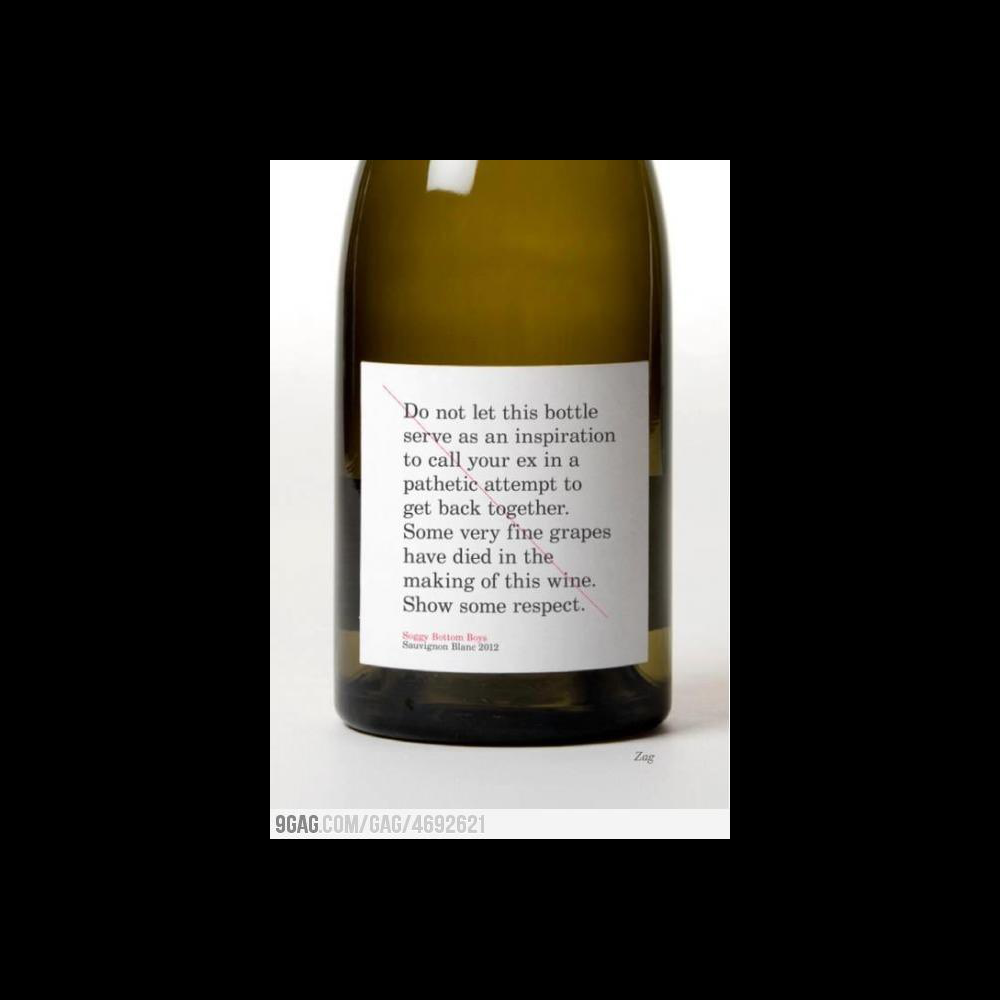 Do not let this bottle
serve as an inspiration
to call your ex in a
pathetic attempt to
get back together.
Some very fine grapes
have died in the
making of this wine.
Show some respect.
Soggy Bottom Boys
Sauvignon Blanc 2012
Zag
9GAG.COM/GAG/4692621